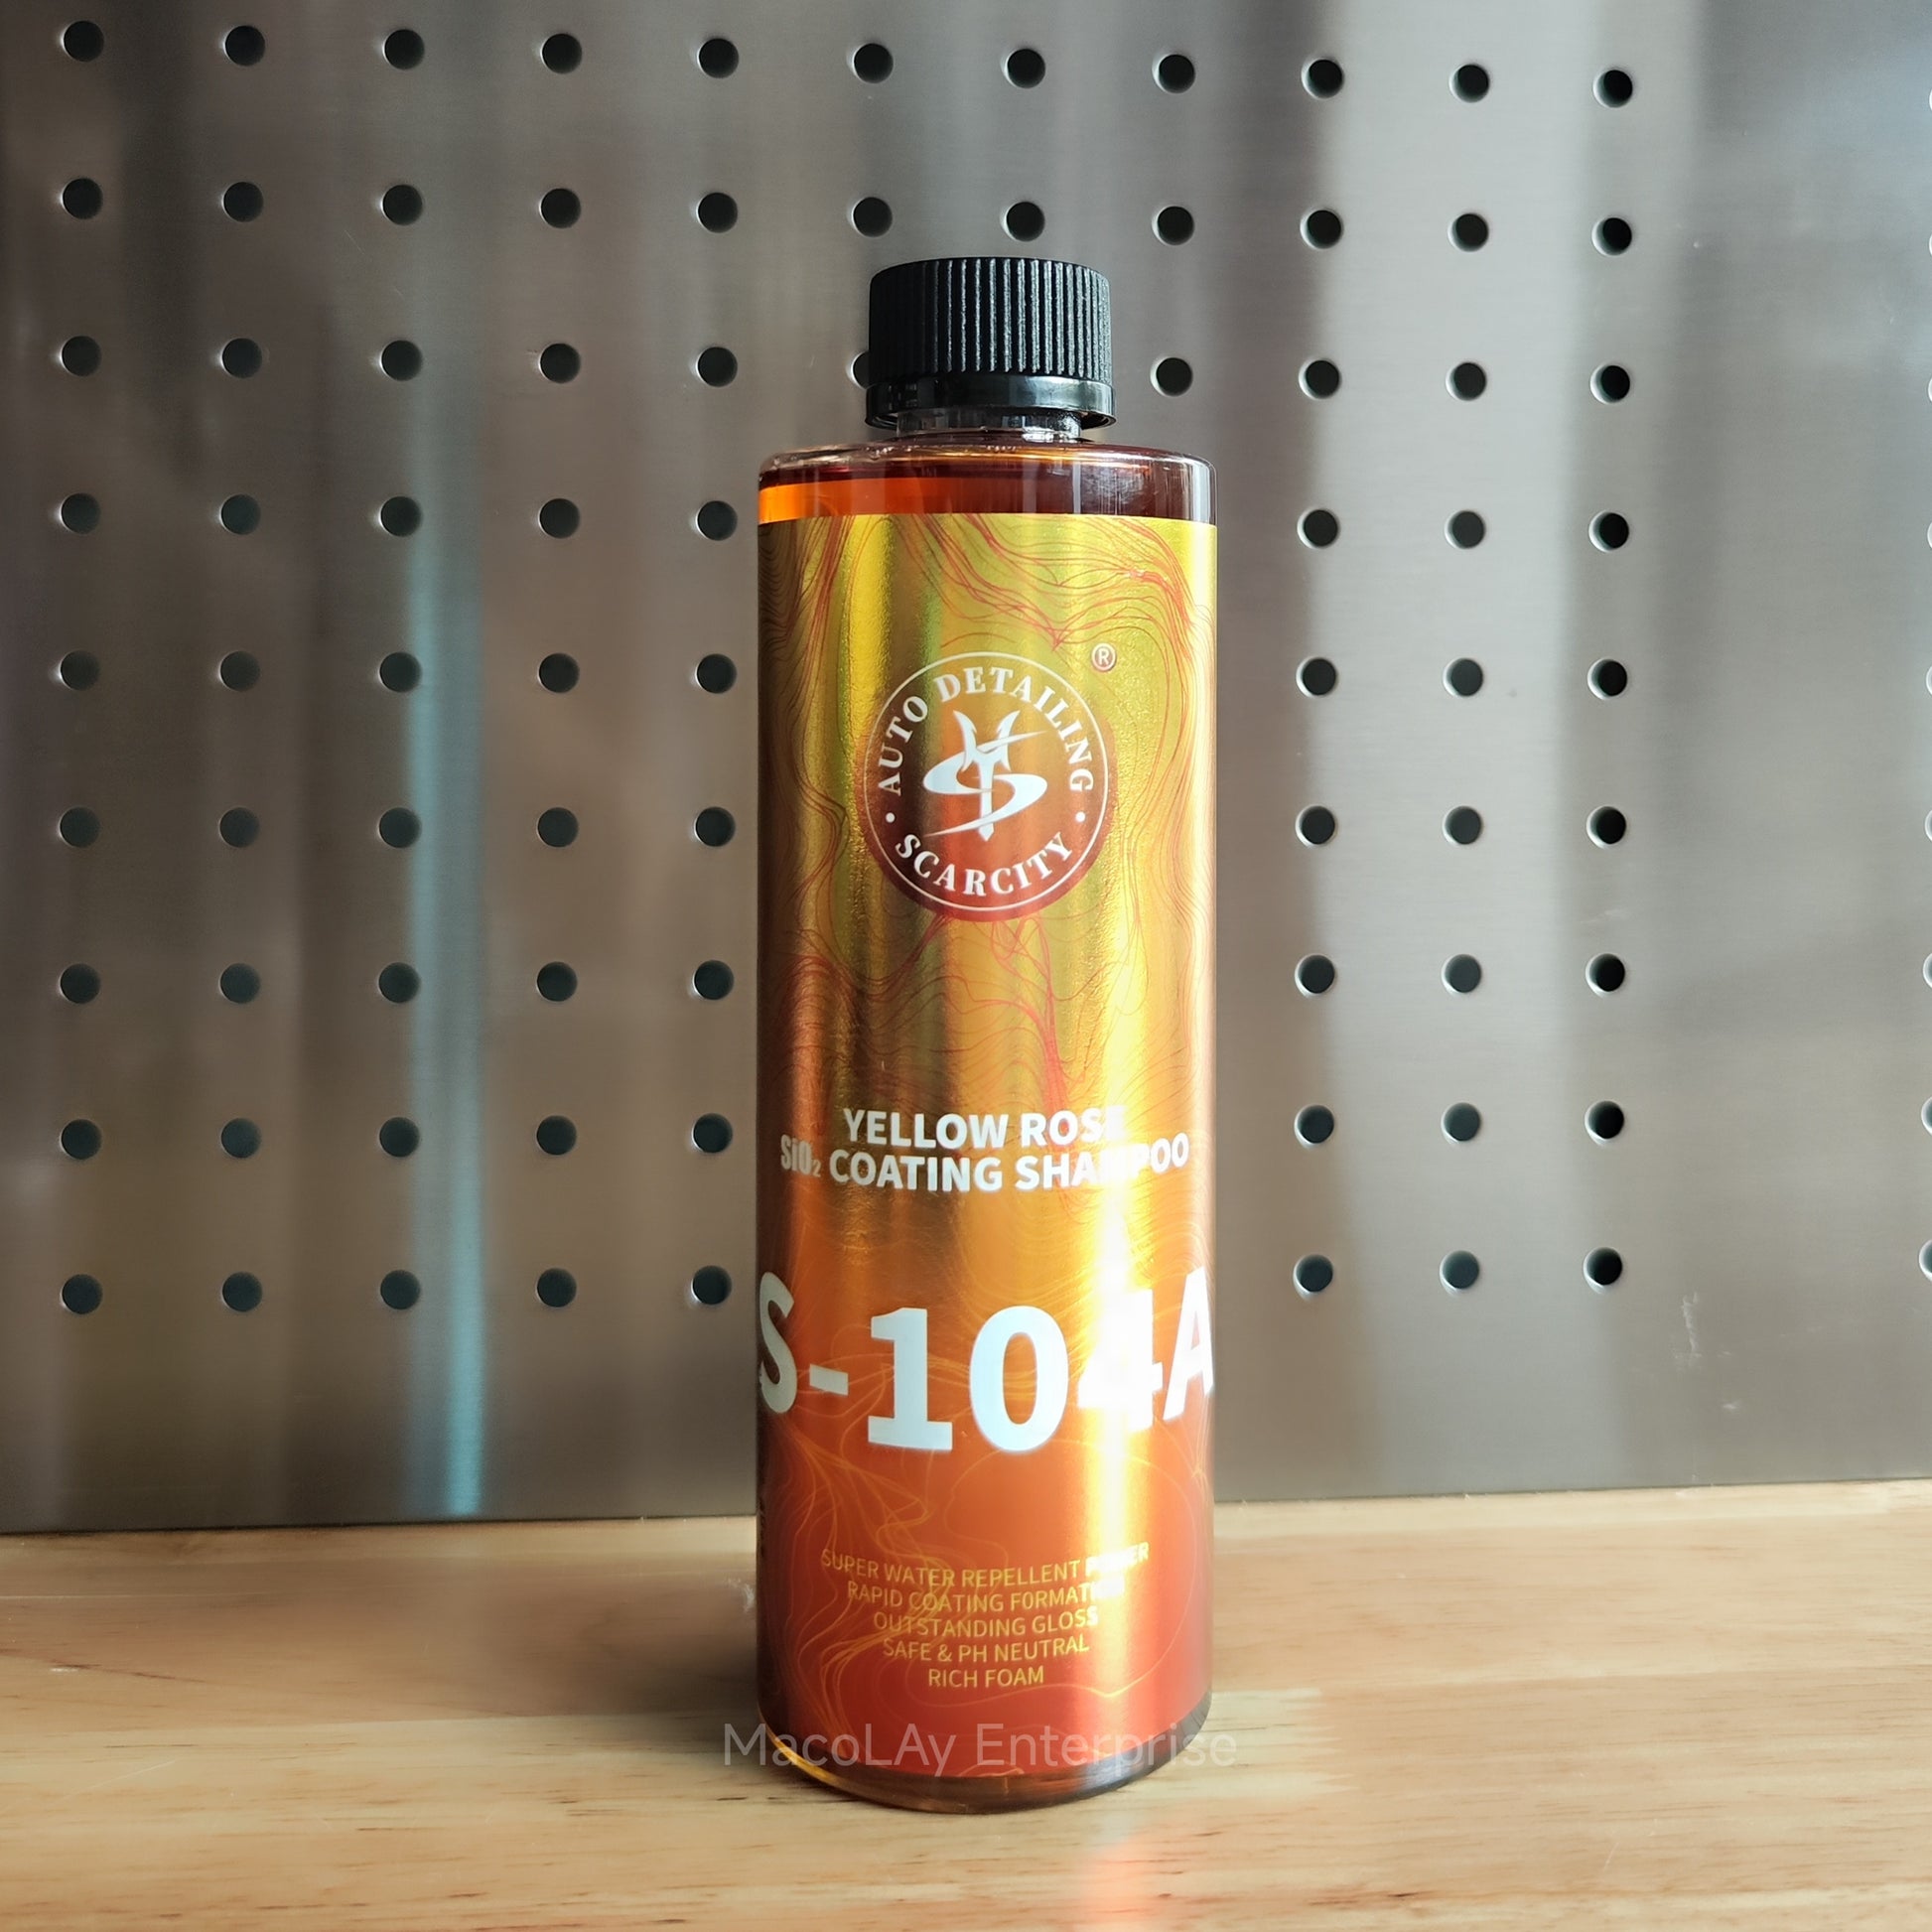 ®
AUTO DETAILING
SCARCITY
YELLOW ROSE
SiO₂ COATING SHAMPOO
S-104A
SUPER WATER REPELLENT POWER
RAPID COATING FORMATION
OUTSTANDING GLOSS
SAFE & PH NEUTRAL
RICH FOAM
MacoLAy Enterprise